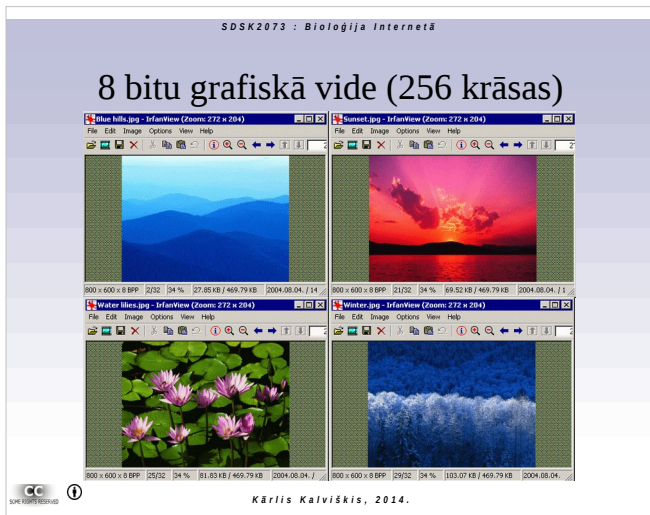 SDSK2073 : Bioloģija Internetā
8 bitu grafiskā vide (256 krāsas)
Blue hills.jpg - IrfanView (Zoom: 272 x 204)
File Edit Image Options View Help
2
800 x 600 x 8 BPP 2/32 34 % 27.85 KB / 469.79 KB 2004.08.04. / 14
Sunset.jpg - IrfanView (Zoom: 272 x 204)
File Edit Image Options View Help
2
800 x 600 x 8 BPP 21/32 34 % 69.52 KB / 469.79 KB 2004.08.04. / 1
Water lilies.jpg - IrfanView (Zoom: 272 x 204)
File Edit Image Options View Help
2
800 x 600 x 8 BPP 25/32 34 % 81.83 KB / 469.79 KB 2004.08.04. /
Winter.jpg - IrfanView (Zoom: 272 x 204)
File Edit Image Options View Help
2
800 x 600 x 8 BPP 29/32 34 % 103.07 KB / 469.79 KB 2004.08.04.
CC
SOME RIGHTS RESERVED
Kārlis Kalviškis, 2014.